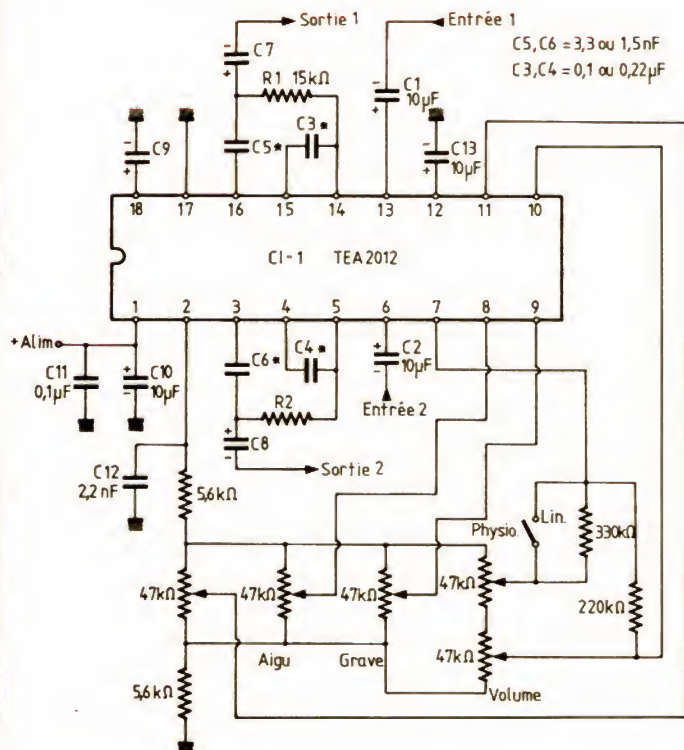 Sortie 1
Entrée 1
C5, C6 = 3,3 ou 1,5nF
C3, C4 = 0,1 ou 0,22µF
- C7 +
R1 15kΩ
- C1 10µF +
C3*
C5*
- C9 +
- C13 10µF +
18 17 16 15 14 13 12 11 10
CI-1 TEA2012
1 2 3 4 5 6 7 8 9
+ Alim
C11 0,1µF
+ C10 10µF -
C6*
C4*
+ C2 10µF -
R2
Entrée 2
+ C8 -
Sortie 2
C12 2,2nF
5,6kΩ
Physio.
Lin.
330kΩ
47kΩ
47kΩ
47kΩ
47kΩ
220kΩ
47kΩ
Aigu
Grave
Volume
5,6kΩ